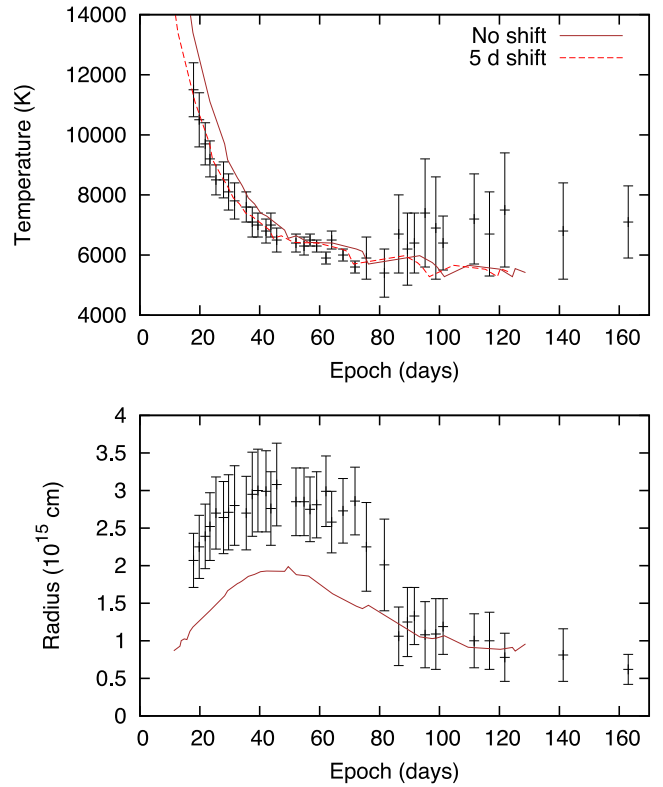 14000
12000
10000
8000
6000
4000
Temperature (K)
No shift
5 d shift
0 20 40 60 80 100 120 140 160
Epoch (days)
4
3.5
3
2.5
2
1.5
1
0.5
0
Radius (10¹⁵ cm)
0 20 40 60 80 100 120 140 160
Epoch (days)